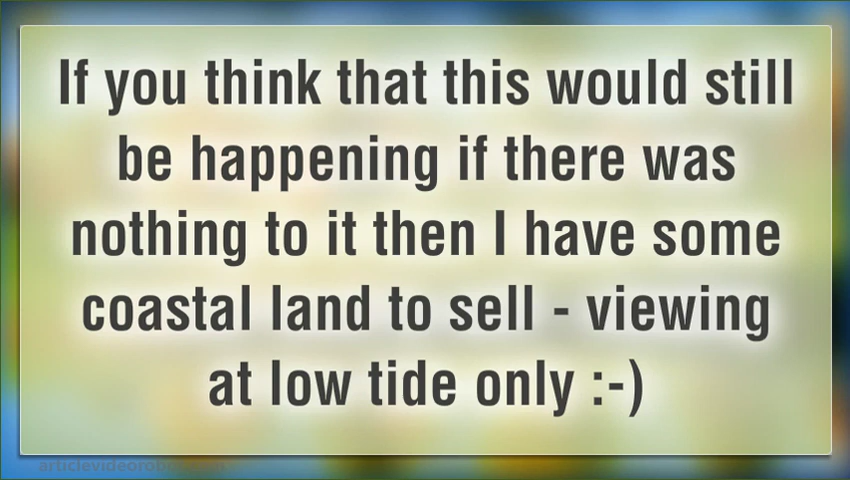 If you think that this would still
be happening if there was
nothing to it then I have some
coastal land to sell - viewing
at low tide only :-)